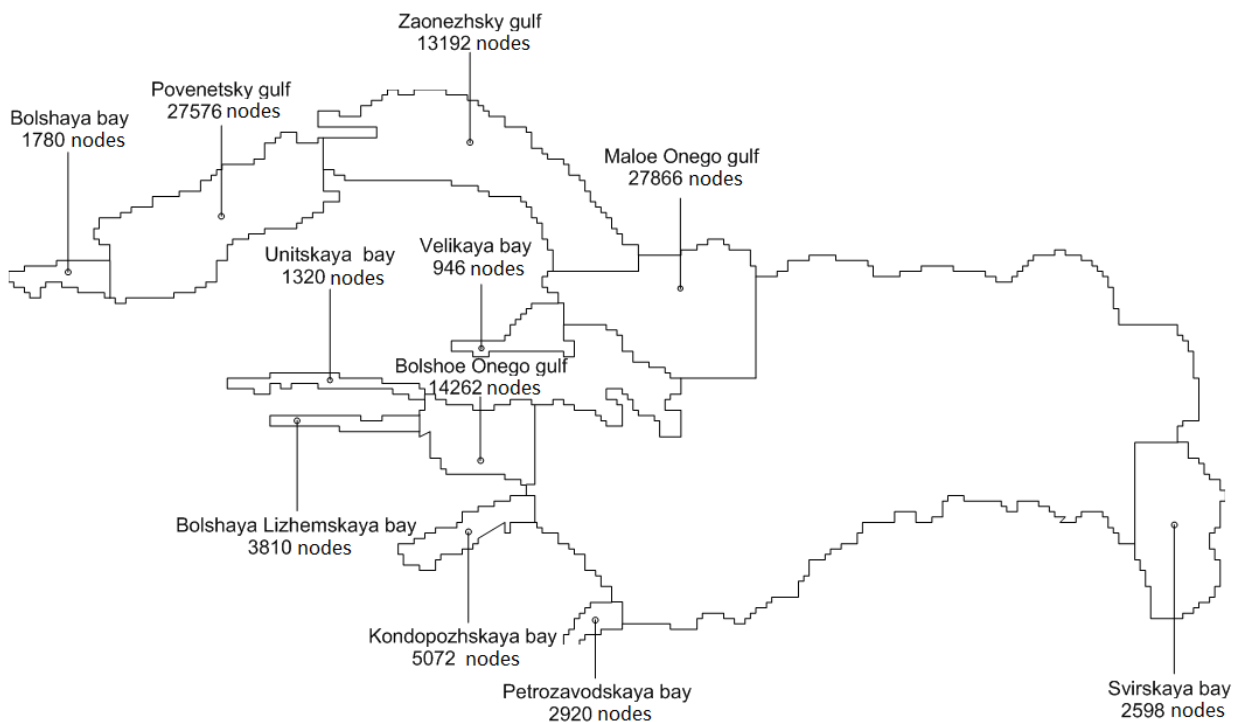 Zaonezhsky gulf
13192 nodes
Povenetsky gulf
27576 nodes
Bolshaya bay
1780 nodes
Maloe Onego gulf
27866 nodes
Unitskaya bay
1320 nodes
Velikaya bay
946 nodes
Bolshoe Onego gulf
14262 nodes
Bolshaya Lizhemskaya bay
3810 nodes
Kondopozhskaya bay
5072 nodes
Petrozavodskaya bay
2920 nodes
Svirskaya bay
2598 nodes